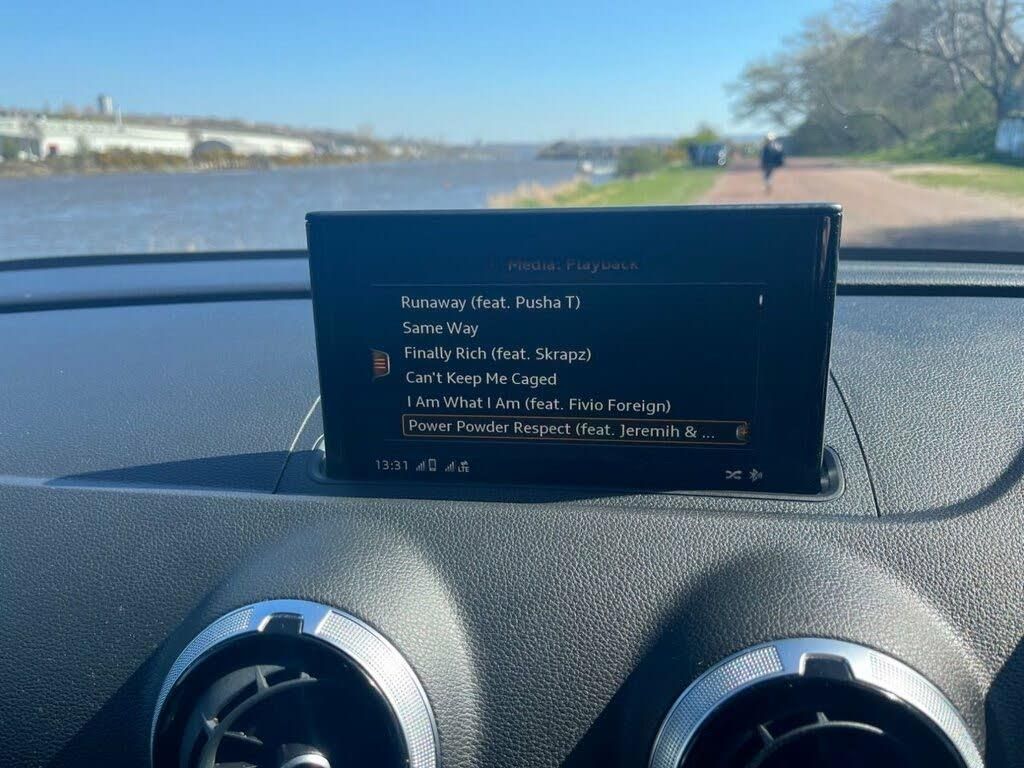 Media: Playback
Runaway (feat. Pusha T)
Same Way
Finally Rich (feat. Skrapz)
Can't Keep Me Caged
I Am What I Am (feat. Fivio Foreign)
Power Powder Respect (feat. Jeremih & ...
13:31 LTE